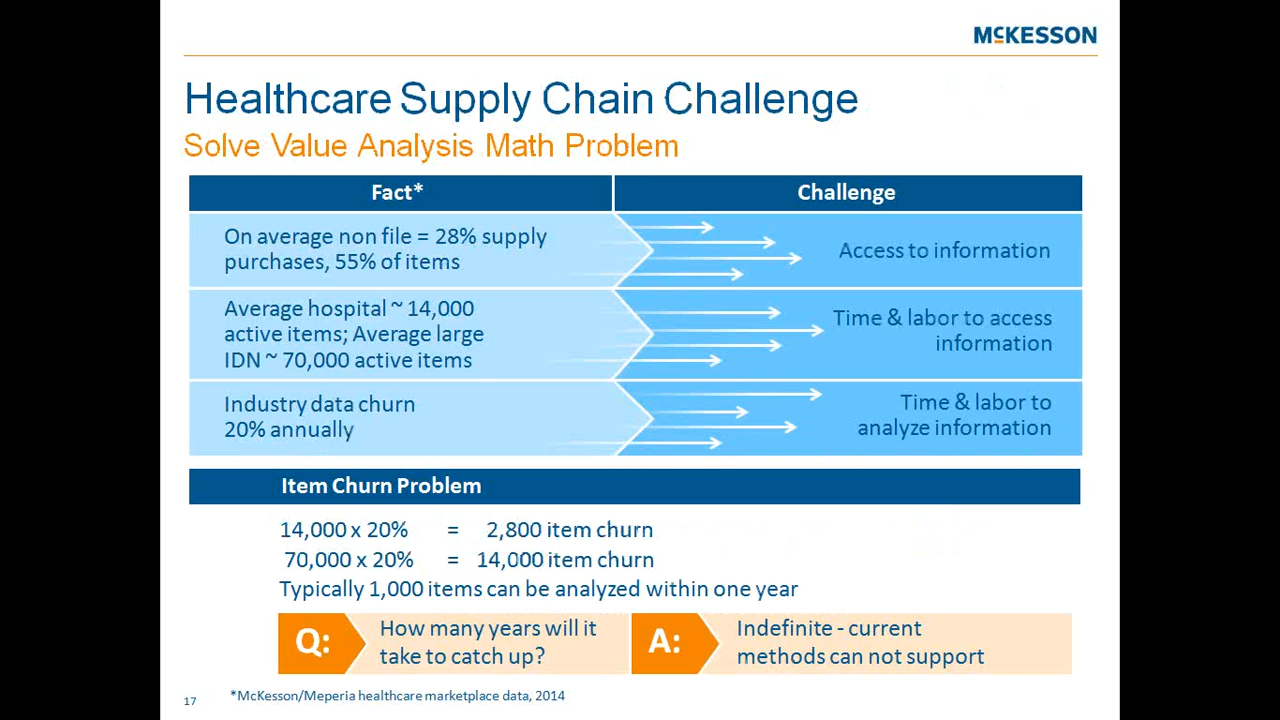 McKESSON
Healthcare Supply Chain Challenge
Solve Value Analysis Math Problem
Fact*
Challenge
On average non file = 28% supply
purchases, 55% of items
Access to information
Average hospital ~ 14,000
active items; Average large
IDN ~ 70,000 active items
Time & labor to access
information
Industry data churn
20% annually
Time & labor to
analyze information
Item Churn Problem
14,000 x 20% = 2,800 item churn
70,000 x 20% = 14,000 item churn
Typically 1,000 items can be analyzed within one year
Q:
How many years will it
take to catch up?
A:
Indefinite - current
methods can not support
17
*McKesson/Meperia healthcare marketplace data, 2014